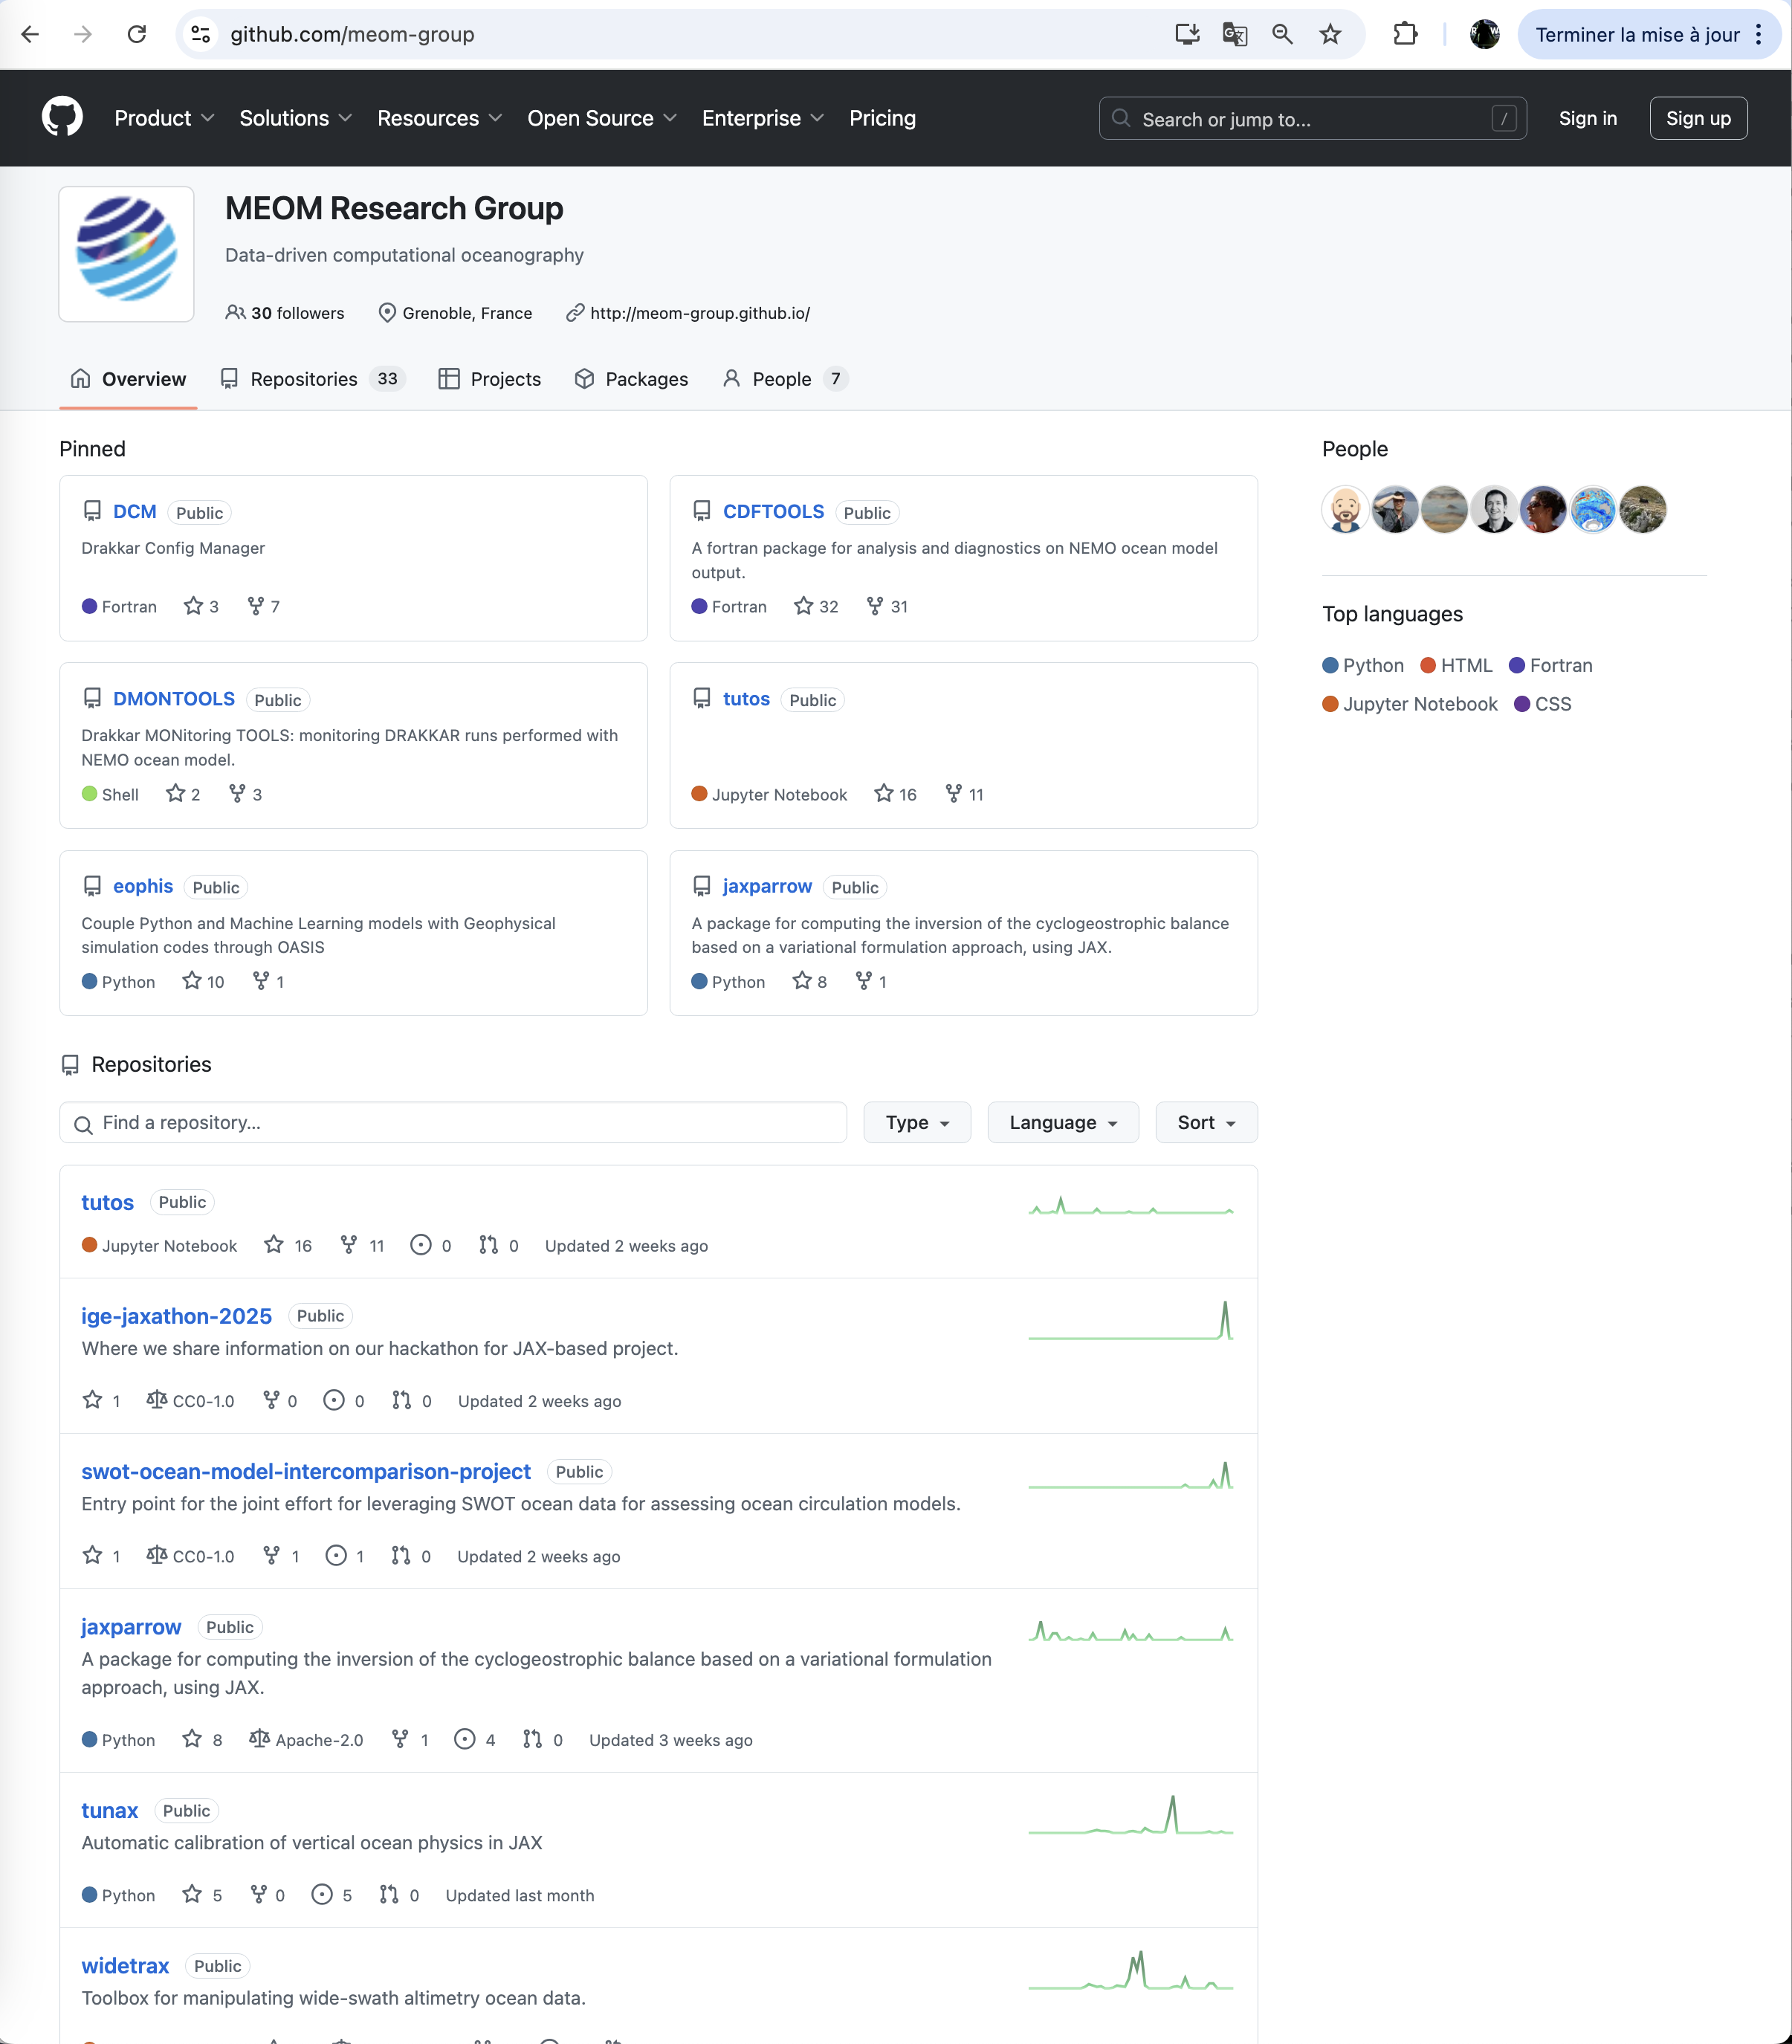 github.com/meom-group
Terminer la mise à jour
Product Solutions Resources Open Source Enterprise Pricing
Search or jump to... /
Sign in
Sign up
MEOM Research Group
Data-driven computational oceanography
30 followers Grenoble, France http://meom-group.github.io/
Overview Repositories 33 Projects Packages People 7
Pinned
DCM Public
Drakkar Config Manager
Fortran 3 7
CDFTOOLS Public
A fortran package for analysis and diagnostics on NEMO ocean model
output.
Fortran 32 31
DMONTOOLS Public
Drakkar MONitoring TOOLS: monitoring DRAKKAR runs performed with
NEMO ocean model.
Shell 2 3
tutos Public
Jupyter Notebook 16 11
eophis Public
Couple Python and Machine Learning models with Geophysical
simulation codes through OASIS
Python 10 1
jaxparrow Public
A package for computing the inversion of the cyclogeostrophic balance
based on a variational formulation approach, using JAX.
Python 8 1
People
Top languages
Python HTML Fortran
Jupyter Notebook CSS
Repositories
Find a repository...
Type Language Sort
tutos Public
Jupyter Notebook 16 11 0 0 Updated 2 weeks ago
ige-jaxathon-2025 Public
Where we share information on our hackathon for JAX-based project.
1 CC0-1.0 0 0 0 Updated 2 weeks ago
swot-ocean-model-intercomparison-project Public
Entry point for the joint effort for leveraging SWOT ocean data for assessing ocean circulation models.
1 CC0-1.0 1 1 0 Updated 2 weeks ago
jaxparrow Public
A package for computing the inversion of the cyclogeostrophic balance based on a variational formulation
approach, using JAX.
Python 8 Apache-2.0 1 4 0 Updated 3 weeks ago
tunax Public
Automatic calibration of vertical ocean physics in JAX
Python 5 0 5 0 Updated last month
widetrax Public
Toolbox for manipulating wide-swath altimetry ocean data.